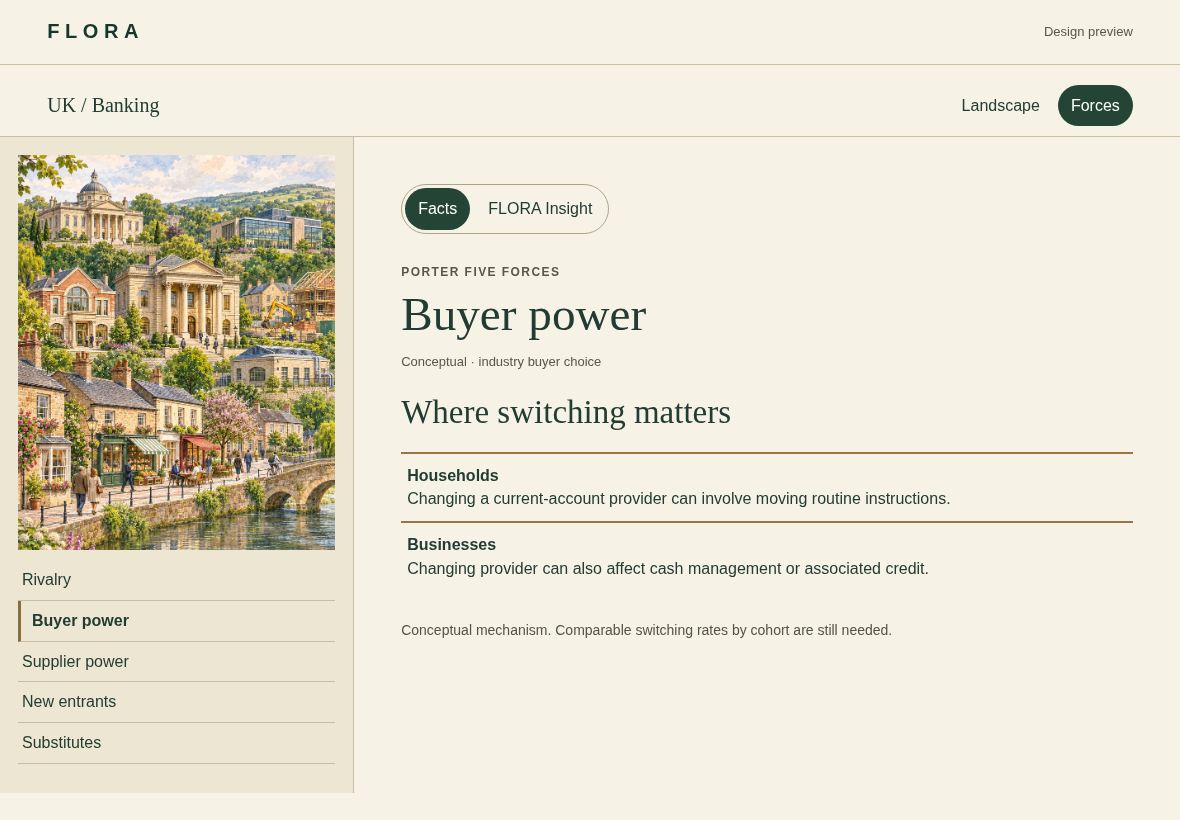 FLORA
Design preview
UK / Banking
Landscape
Forces
Facts
FLORA Insight
PORTER FIVE FORCES
Buyer power
Conceptual · industry buyer choice
Where switching matters
Households
Changing a current-account provider can involve moving routine instructions.
Businesses
Changing provider can also affect cash management or associated credit.
Conceptual mechanism. Comparable switching rates by cohort are still needed.
Rivalry
Buyer power
Supplier power
New entrants
Substitutes